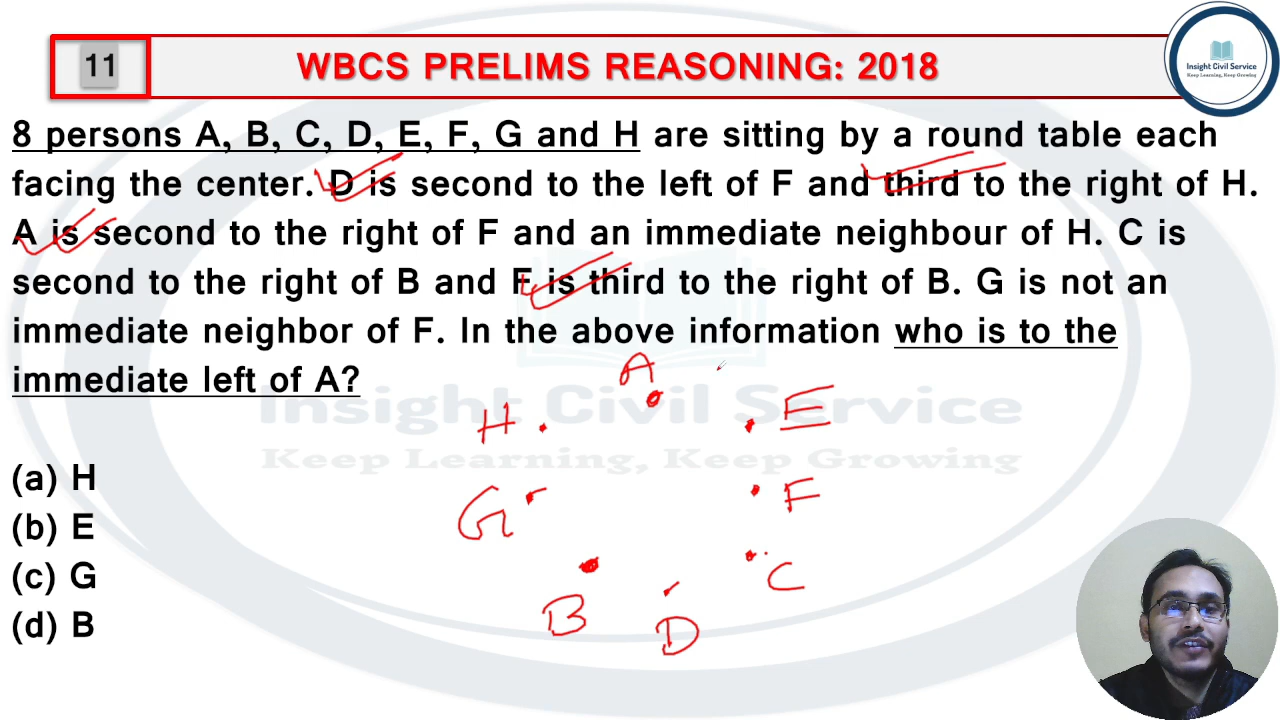 11
WBCS PRELIMS REASONING: 2018
Insight Civil Service
Keep Learning, Keep Growing
8 persons A, B, C, D, E, F, G and H are sitting by a round table each
facing the center. D is second to the left of F and third to the right of H.
A is second to the right of F and an immediate neighbour of H. C is
second to the right of B and F is third to the right of B. G is not an
immediate neighbor of F. In the above information who is to the
immediate left of A?
A
Insight Civil Service
H E
Keep Learning, Keep Growing
(a) H
G F
(b) E
(c) G
C
(d) B
B D